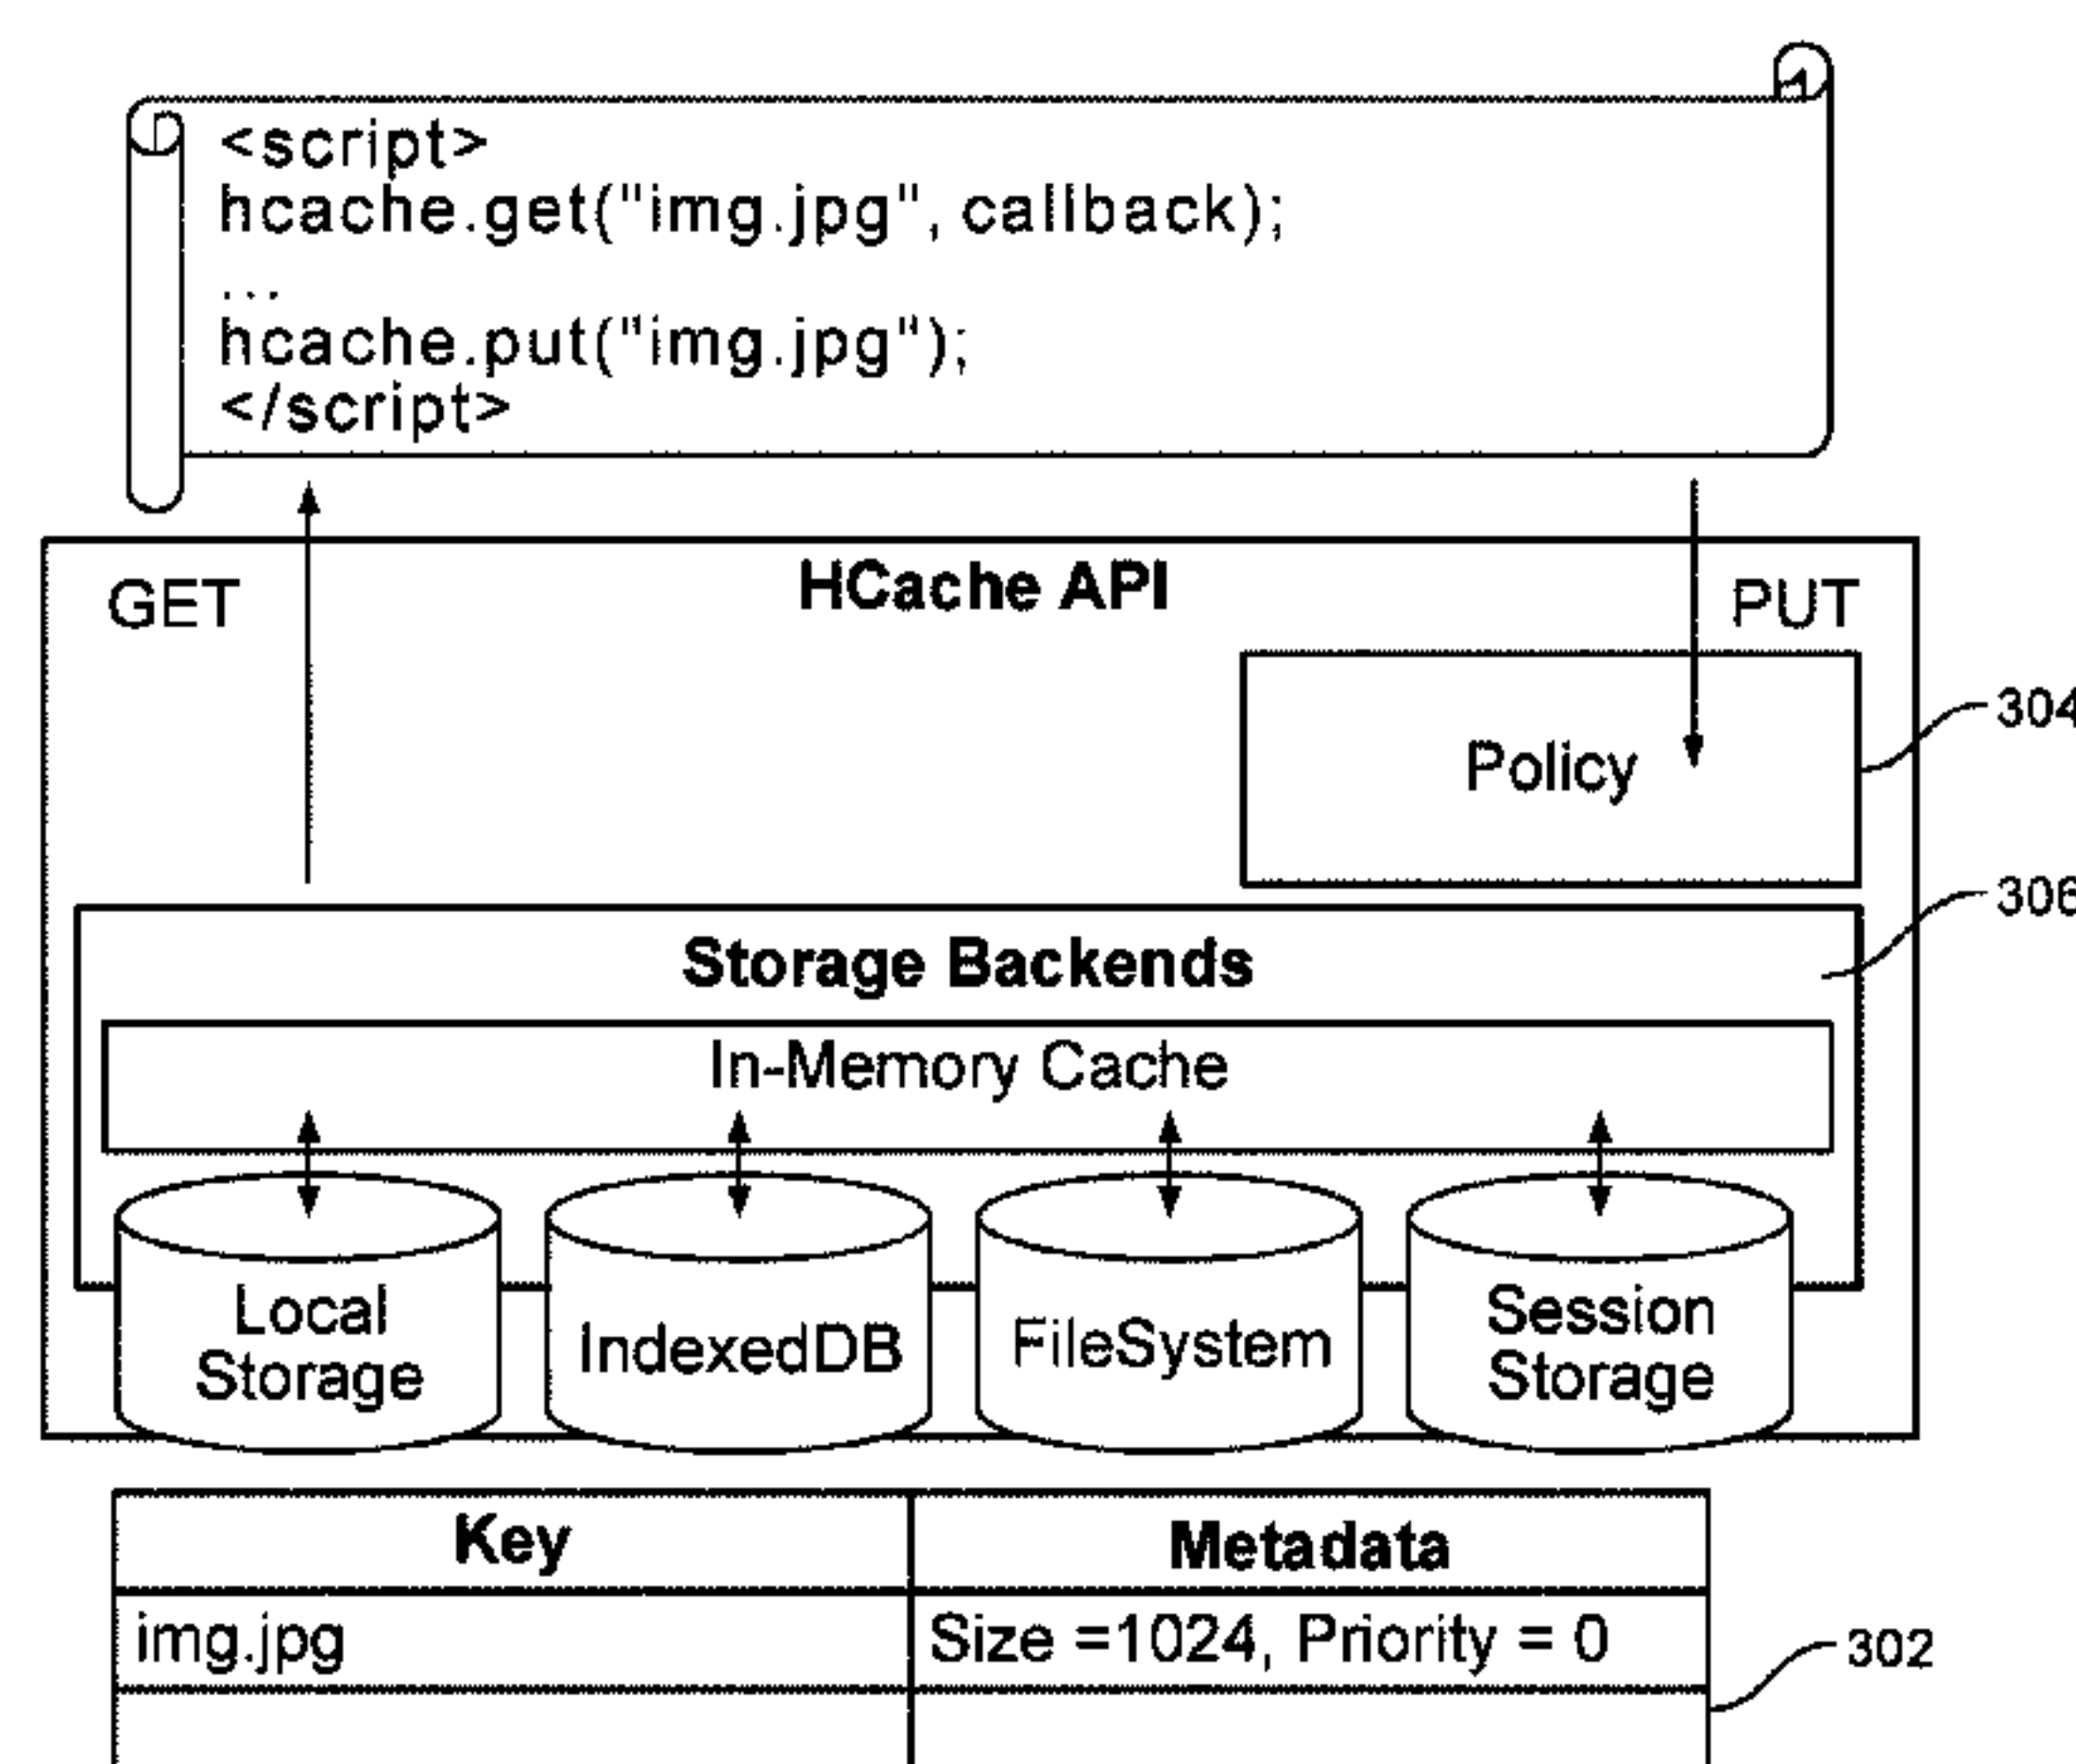 <script>
hcache.get("img.jpg", callback);
...
hcache.put("img.jpg");
</script>
HCache API
GET
PUT
Policy
304
306
Storage Backends
In-Memory Cache
Local
Storage
IndexedDB
FileSystem
Session
Storage
Key
Metadata
img.jpg
Size =1024, Priority = 0
302